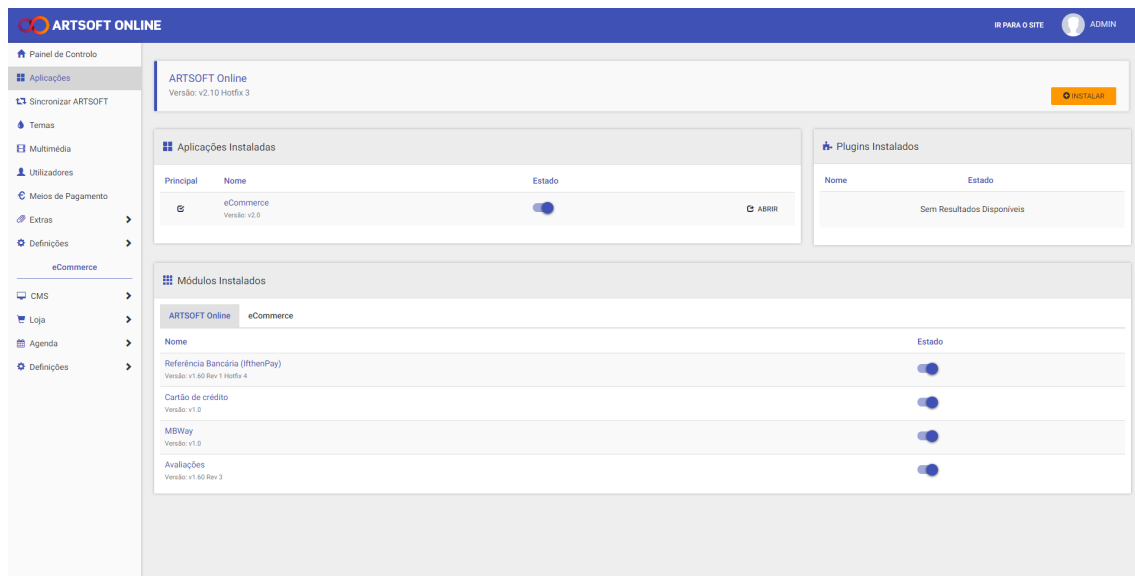 ARTSOFT ONLINE
IR PARA O SITE
ADMIN
Painel de Controlo
Aplicações
Sincronizar ARTSOFT
Temas
Multimédia
Utilizadores
Meios de Pagamento
Extras
Definições
eCommerce
CMS
Loja
Agenda
Definições
ARTSOFT Online
Versão: v2.10 Hotfix 3
INSTALAR
Aplicações Instaladas
Principal Nome Estado
eCommerce
Versão: v2.0
ABRIR
Plugins Instalados
Nome Estado
Sem Resultados Disponíveis
Módulos Instalados
ARTSOFT Online eCommerce
Nome Estado
Referência Bancária (IfthenPay)
Versão: v1.60 Rev 1 Hotfix 4
Cartão de crédito
Versão: v1.0
MBWay
Versão: v1.0
Avaliações
Versão: v1.60 Rev 3